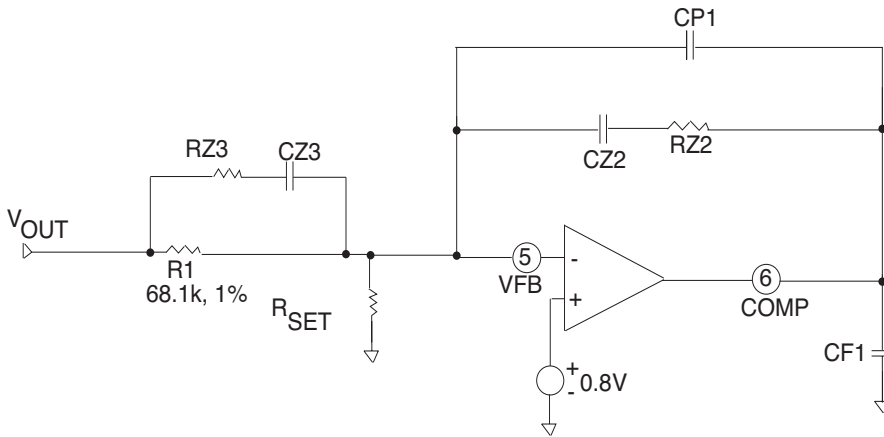 CP1
CZ2
RZ2
RZ3
CZ3
VOUT
R1
68.1k, 1%
RSET
5
VFB
-
+
6
COMP
+
-
0.8V
CF1